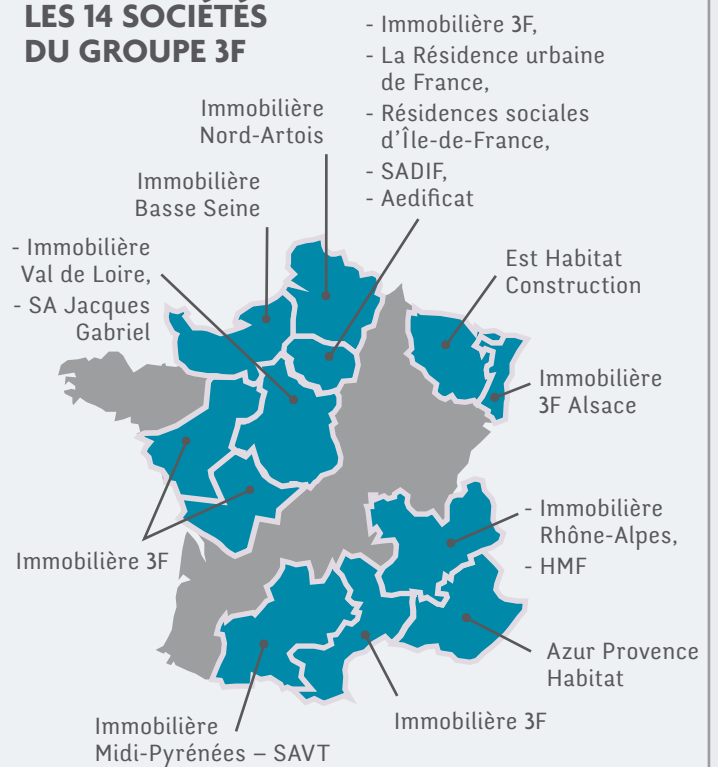 LES 14 SOCIÉTÉS
DU GROUPE 3F
- Immobilière 3F,
- La Résidence urbaine
de France,
- Résidences sociales
d’Île-de-France,
- SADIF,
- Aedificat
Immobilière
Nord-Artois
Immobilière
Basse Seine
- Immobilière
Val de Loire,
- SA Jacques
Gabriel
Est Habitat
Construction
Immobilière
3F Alsace
Immobilière 3F
- Immobilière
Rhône-Alpes,
- HMF
Azur Provence
Habitat
Immobilière 3F
Immobilière
Midi-Pyrénées – SAVT